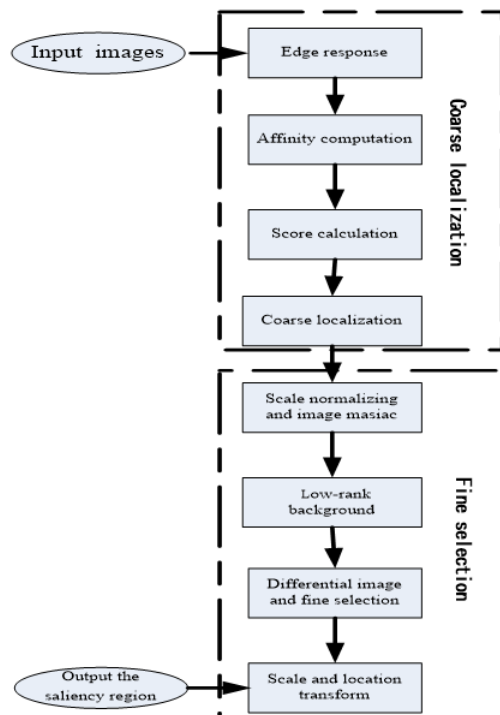 Input images
Edge response
Affinity computation
Score calculation
Coarse localization
Coarse localization
Scale normalizing
and image masiac
Low-rank
background
Differential image
and fine selection
Fine selection
Output the
saliency region
Scale and location
transform